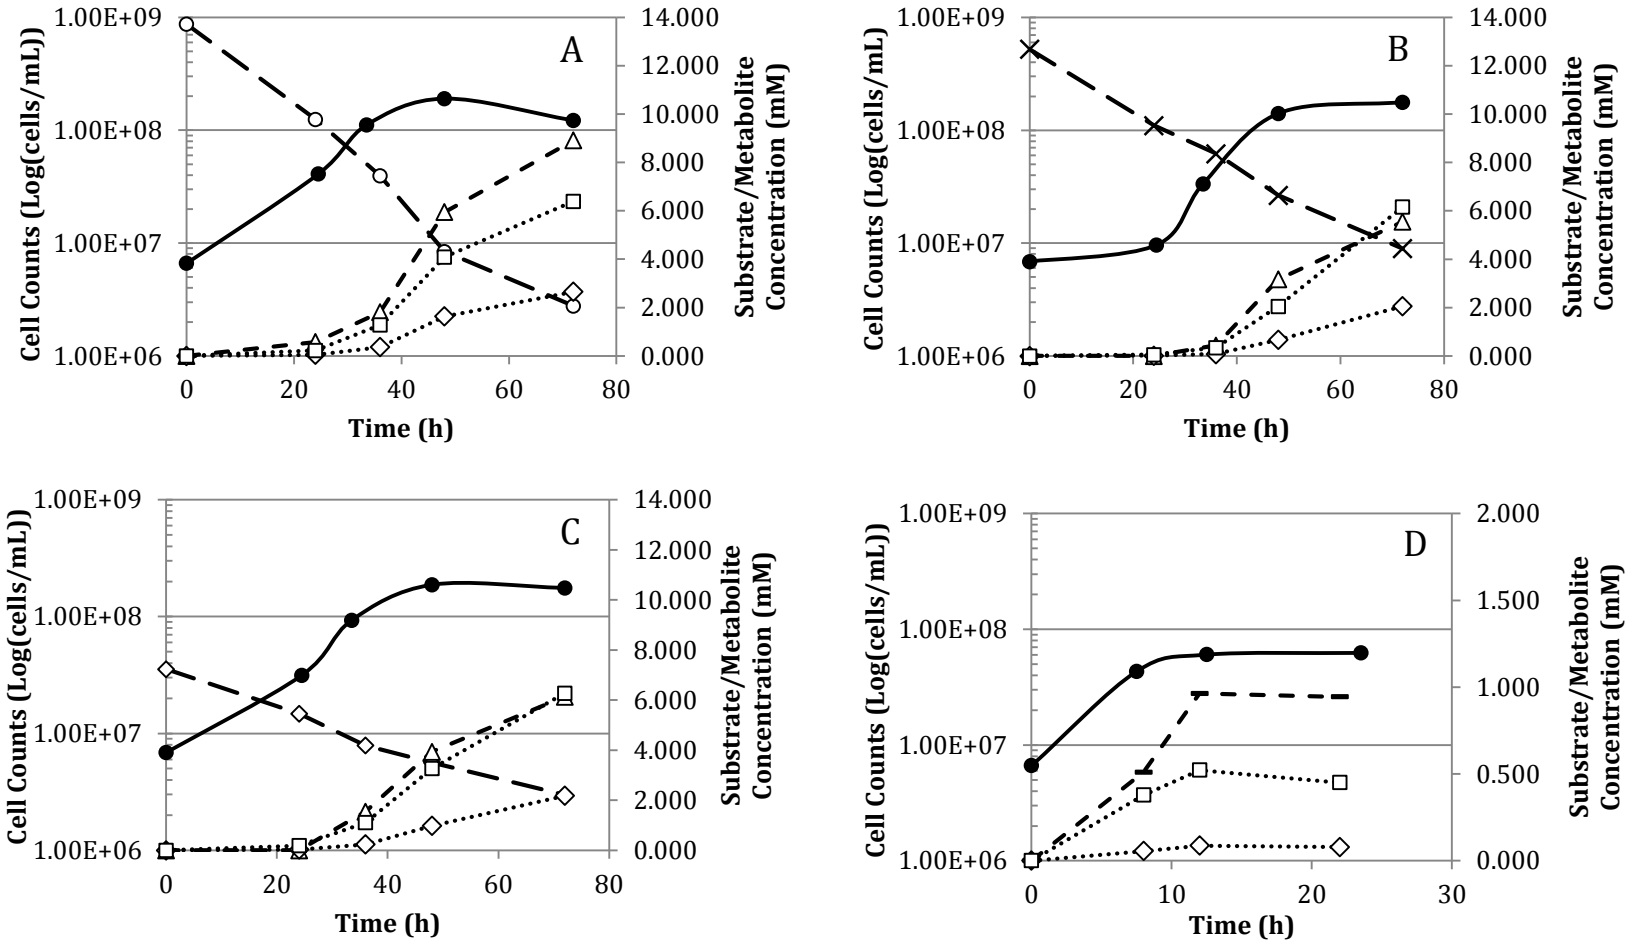 A
1.00E+09
1.00E+08
1.00E+07
1.00E+06
Cell Counts (Log(cells/mL))
14.000
12.000
10.000
8.000
6.000
4.000
2.000
0.000
Substrate/Metabolite
Concentration (mM)
0 20 40 60 80
Time (h)
B
1.00E+09
1.00E+08
1.00E+07
1.00E+06
Cell Counts (Log(cells/mL)
14.000
12.000
10.000
8.000
6.000
4.000
2.000
0.000
Substrate/Metabolite
Concentration (mM)
0 20 40 60 80
Time (h)
C
1.00E+09
1.00E+08
1.00E+07
1.00E+06
Cell Counts (Log(cells/mL))
14.000
12.000
10.000
8.000
6.000
4.000
2.000
0.000
Substrate/Metabolite
Concentration (mM)
0 20 40 60 80
Time (h)
D
1.00E+09
1.00E+08
1.00E+07
1.00E+06
Cell Counts (Log(cells/mL))
2.000
1.500
1.000
0.500
0.000
Substrate/Metabolite
Concentration (mM)
0 10 20 30
Time (h)